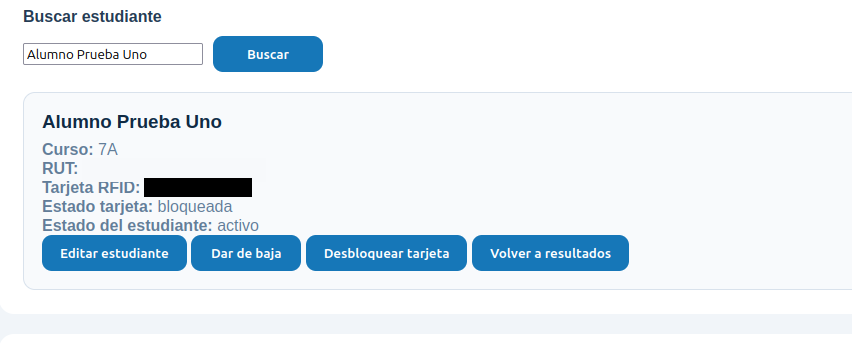 Buscar estudiante
Alumno Prueba Uno Buscar
Alumno Prueba Uno
Curso: 7A
RUT:
Tarjeta RFID:
Estado tarjeta: bloqueada
Estado del estudiante: activo
Editar estudiante Dar de baja Desbloquear tarjeta Volver a resultados